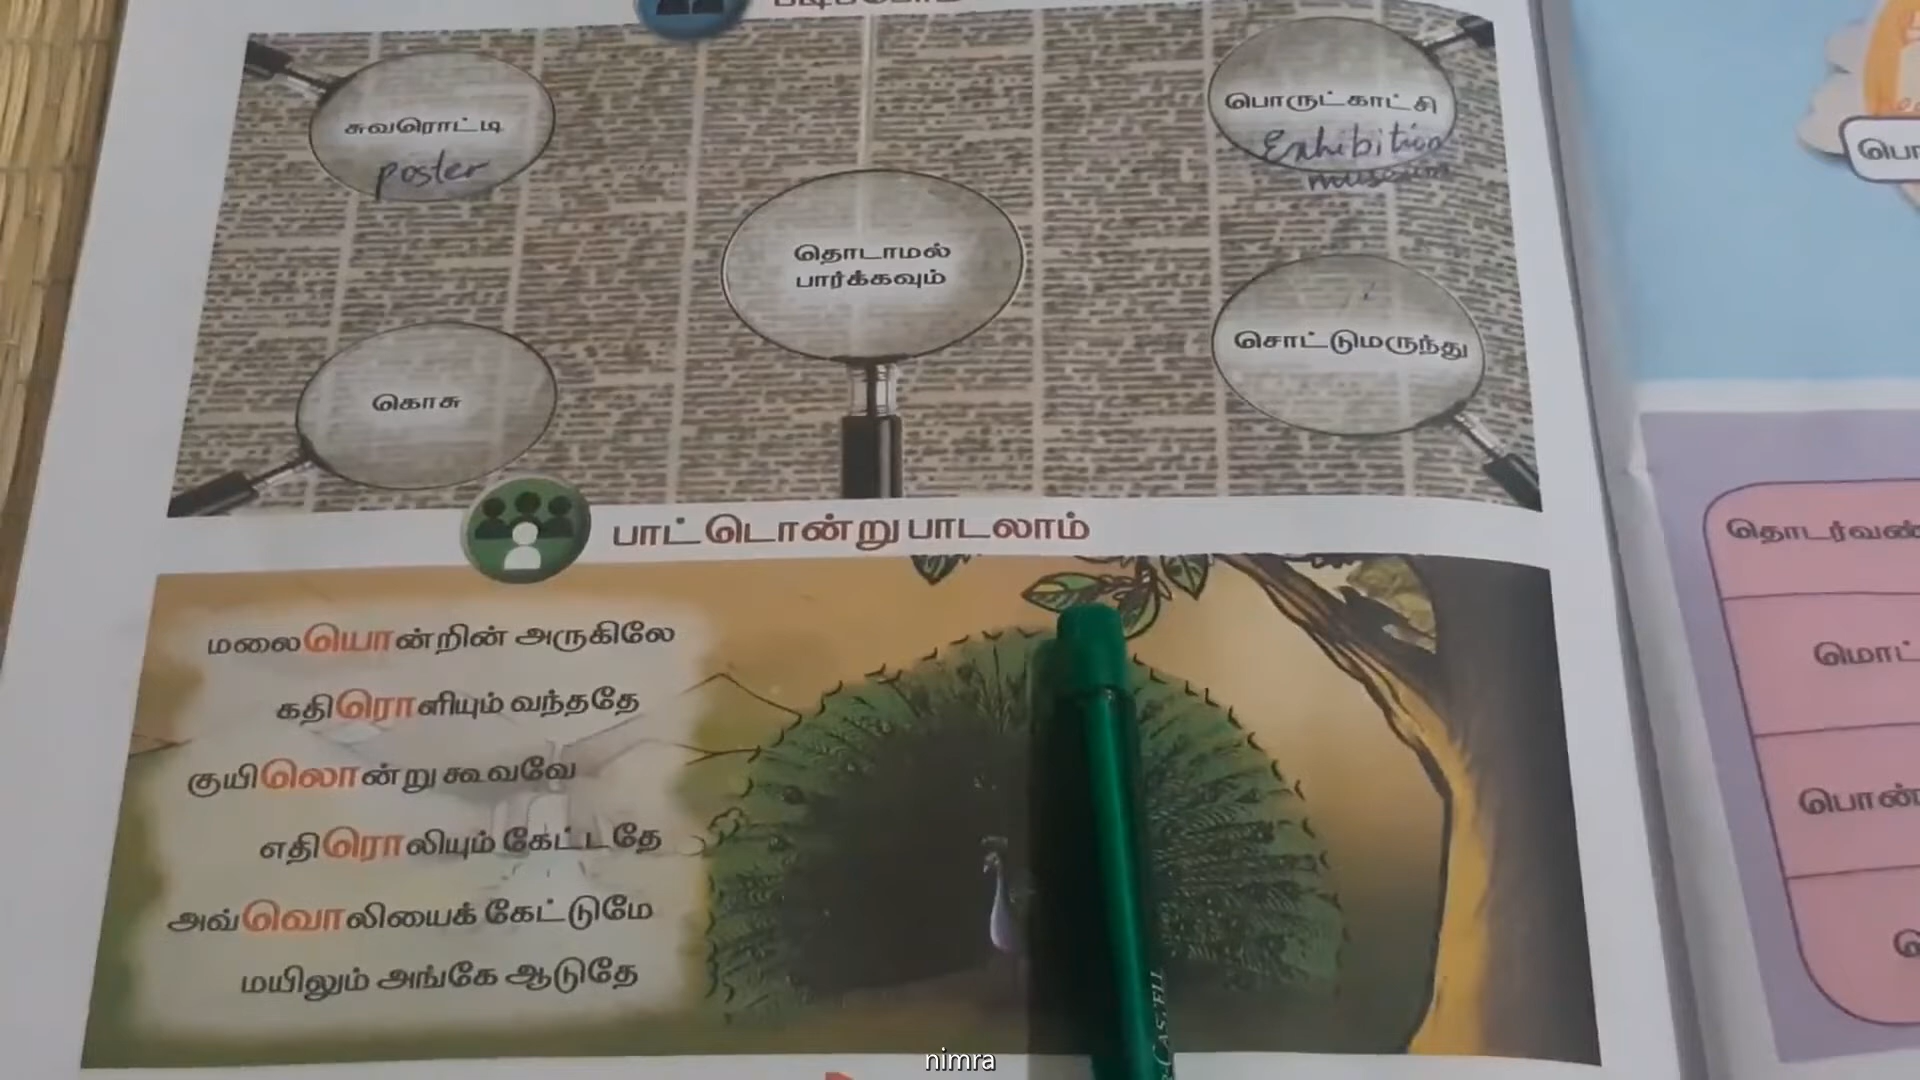 சுவரொட்டி
poster
பொருட்காட்சி
Exhibition
museum
தொடாமல்
பார்க்கவும்
கொசு
சொட்டுமருந்து
பாட்டொன்று பாடலாம்
மலையொன்றின் அருகிலே
கதிரொளியும் வந்ததே
குயிலொன்று கூவவே
எதிரொலியும் கேட்டதே
அவ்வொலியைக் கேட்டுமே
மயிலும் அங்கே ஆடுதே
தொடர்வண்
மொட்
பொன்
nimra